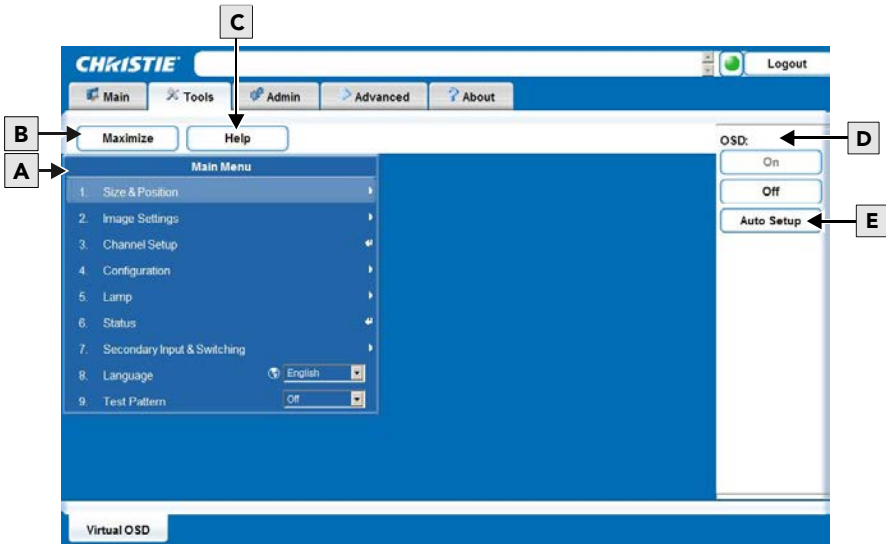 C
CHRISTIE
Logout
Main
Tools
Admin
Advanced
About
B
Maximize
Help
OSD:
D
A
Main Menu
On
1. Size & Position
Off
2. Image Settings
Auto Setup
E
3. Channel Setup
4. Configuration
5. Lamp
6. Status
7. Secondary Input & Switching
8. Language English
9. Test Pattern Off
Virtual OSD